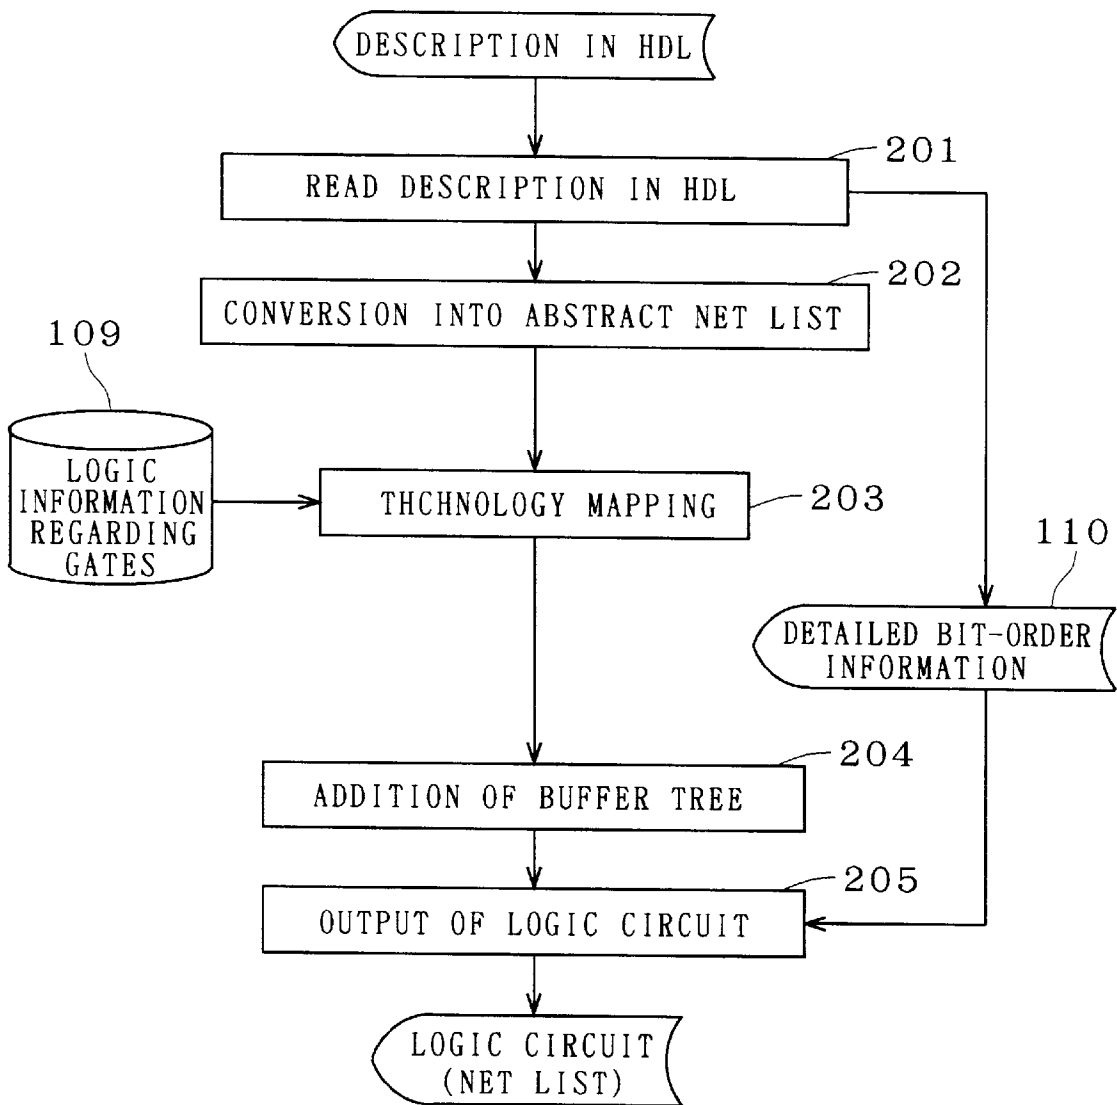 DESCRIPTION IN HDL
201
READ DESCRIPTION IN HDL
202
CONVERSION INTO ABSTRACT NET LIST
109
LOGIC
INFORMATION
REGARDING
GATES
THCHNOLOGY MAPPING
203
110
DETAILED BIT-ORDER
INFORMATION
204
ADDITION OF BUFFER TREE
205
OUTPUT OF LOGIC CIRCUIT
LOGIC CIRCUIT
(NET LIST)